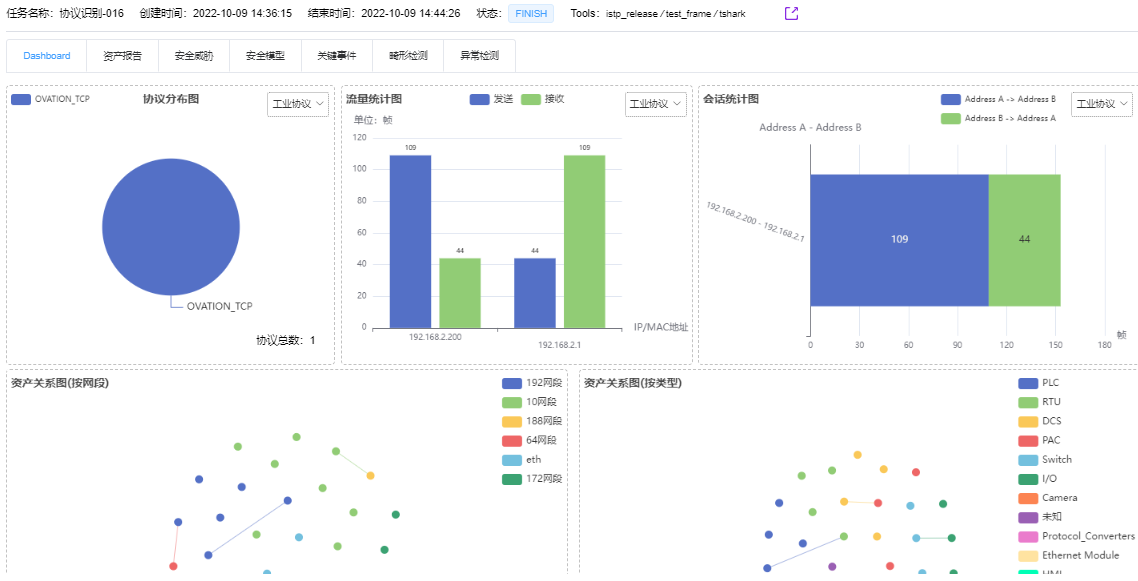 任务名称: 协议识别-016 创建时间: 2022-10-09 14:36:15 结束时间: 2022-10-09 14:44:26 状态: FINISH Tools: istp_release / test_frame / tshark
Dashboard 资产报告 安全威胁 安全模型 关键事件 畸形检测 异常检测
OVATION_TCP 协议分布图 工业协议
OVATION_TCP
协议总数: 1
流量统计图 发送 接收 工业协议
单位: 帧
120
100
80
60
40
20
0
109
44
44
109
192.168.2.200
192.168.2.1
IP/MAC地址
会话统计图 Address A -> Address B 工业协议
Address B -> Address A
Address A - Address B
192.168.2.200 - 192.168.2.1
109 44
0 30 60 90 120 150 180
帧
资产关系图(按网段)
192网段
10网段
188网段
64网段
eth
172网段
资产关系图(按类型)
PLC
RTU
DCS
PAC
Switch
I/O
Camera
未知
Protocol_Converters
Ethernet Module
HMI